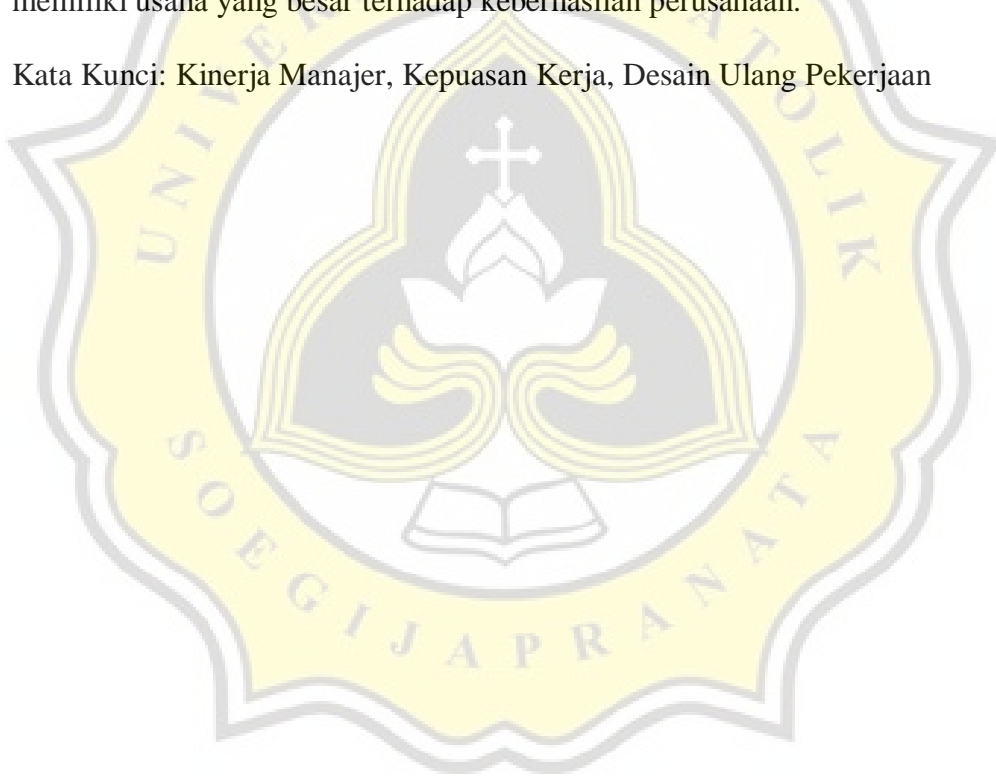 memiliki usaha yang besar terhadap keberhasilan perusahaan.
Kata Kunci: Kinerja Manajer, Kepuasan Kerja, Desain Ulang Pekerjaan
SOEGIJAPRANATA